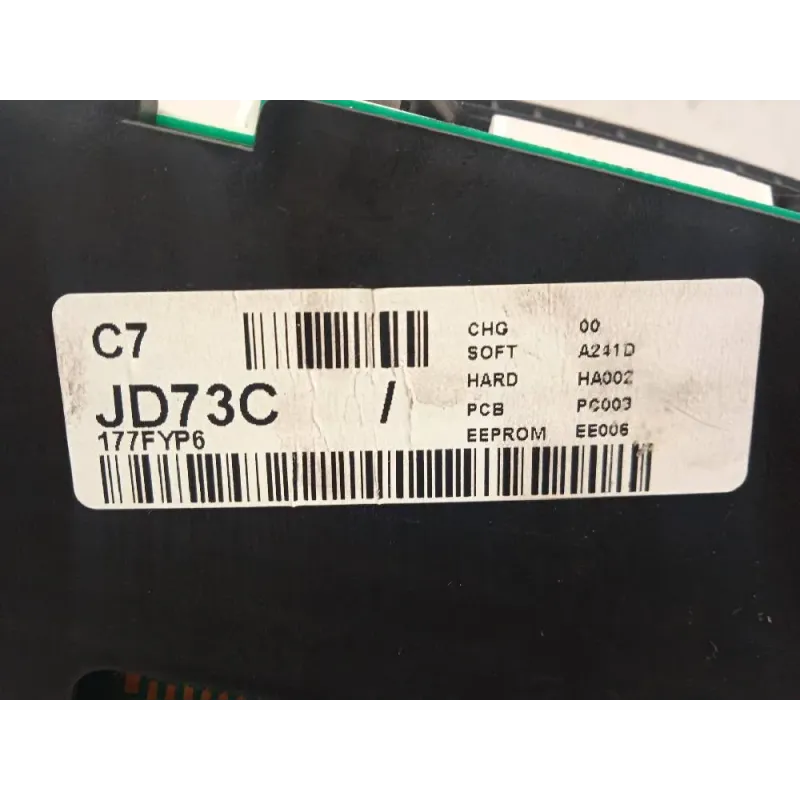 C7
JD73C /
177FYP6
CHG 00
SOFT A241D
HARD HA002
PCB PC003
EEPROM EE006